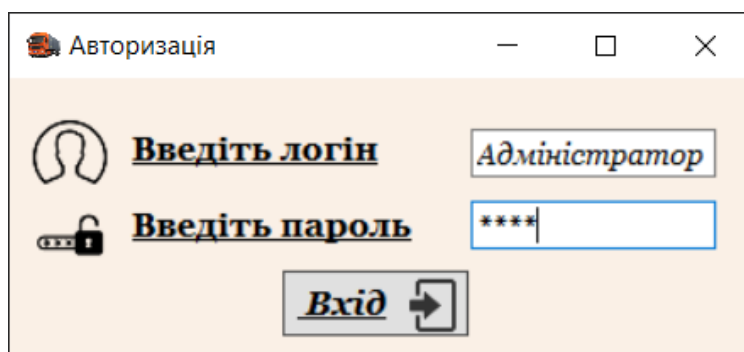 Авторизація
Введіть логін Адміністратор
Введіть пароль ****
Вхід